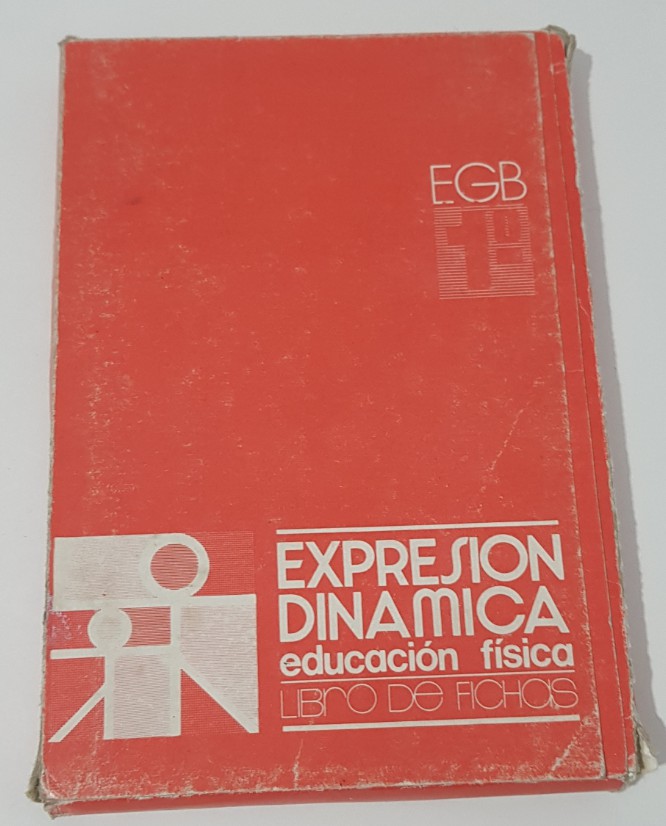 EGB
1º
EXPRESION
DINAMICA
educación física
LIBRO DE FICHAS